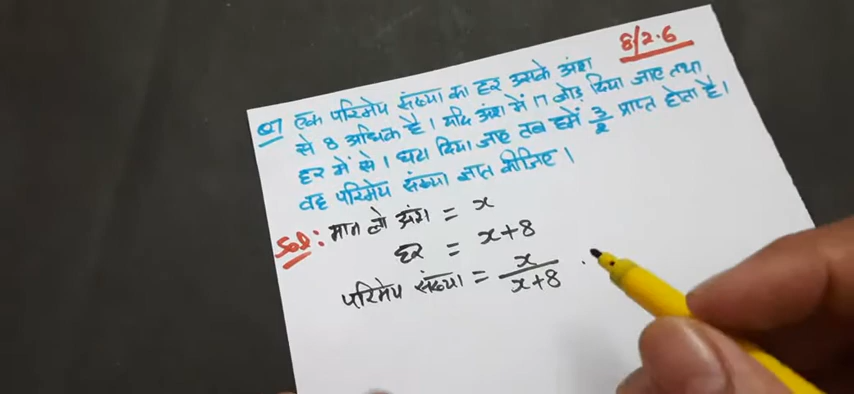 8/2.6
Q7 एक परिमेय संख्या का हर उसके अंश
से 8 अधिक है। यदि अंश में 17 जोड़ दिया जाए तथा
हर में से 1 घटा दिया जाए तब हमें 3/2 प्राप्त होता है।
वह परिमेय संख्या ज्ञात कीजिए।
Sol: मान लो अंश = x
हर = x+8
परिमेय संख्या = x/x+8